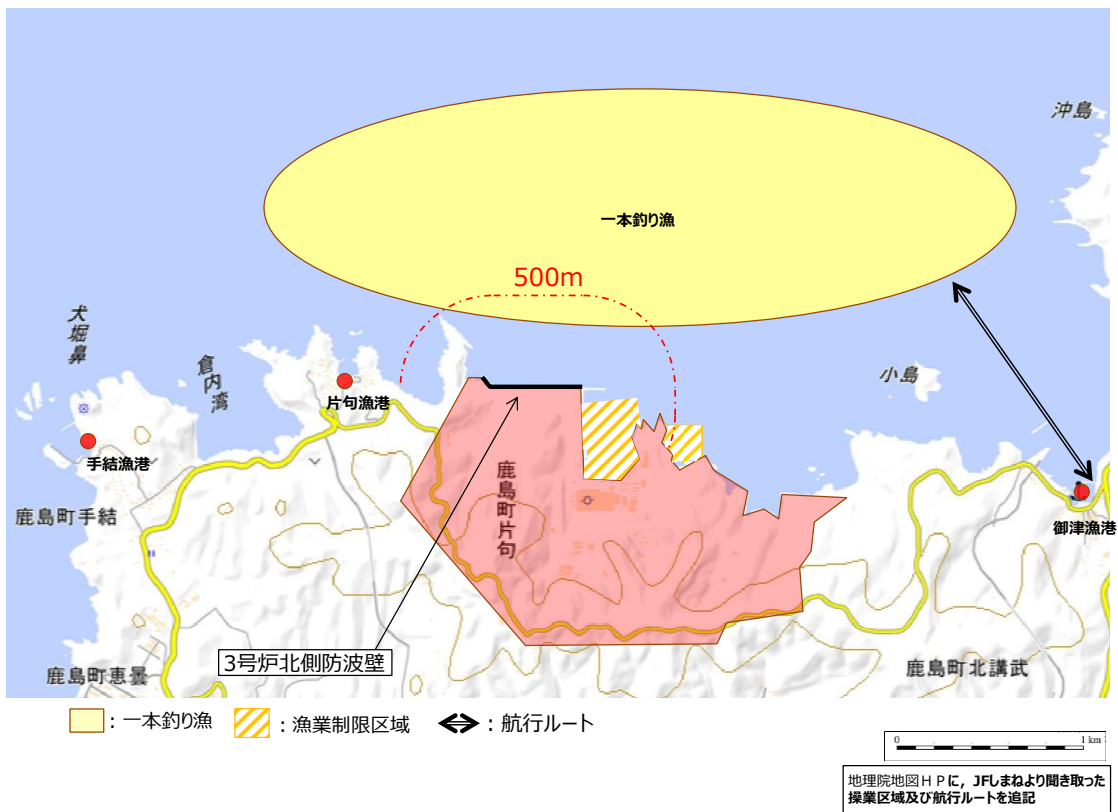 沖島
一本釣り漁
500m
犬堀鼻
倉内湾
小島
片句漁港
手結漁港
鹿島町片句
鹿島町手結
御津漁港
3号炉北側防波壁
鹿島町恵曇
鹿島町北講武
：一本釣り漁
：漁業制限区域
：航行ルート
0 1 km
地理院地図ＨＰに，JFしまねより聞き取った
操業区域及び航行ルートを追記